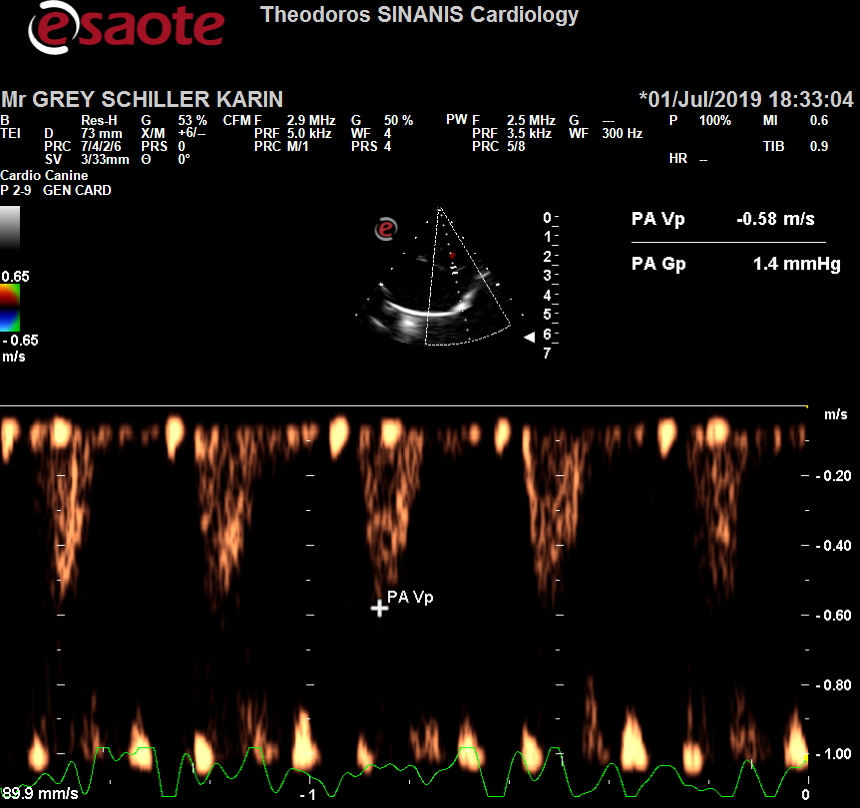 esaote
Theodoros SINANIS Cardiology
Mr GREY SCHILLER KARIN *01/Jul/2019 18:33:04
B Res-H G 53 % CFM F 2.9 MHz G 50 % PW F 2.5 MHz G --- P 100% MI 0.6
TEI D 73 mm X/M +6/-- PRF 5.0 kHz WF 4 PRF 3.5 kHz WF 300 Hz
PRC 7/4/2/6 PRS 0 PRC M/1 PRS 4 PRC 5/8 TIB 0.9
SV 3/33mm Θ 0° HR --
Cardio Canine
P 2-9 GEN CARD
e
0
1
2
3
4
5
6
7
PA Vp -0.58 m/s
PA Gp 1.4 mmHg
0.65
- 0.65
m/s
m/s
- 0.20
- 0.40
PA Vp
- 0.60
- 0.80
- 1.00
89.9 mm/s - 1 0